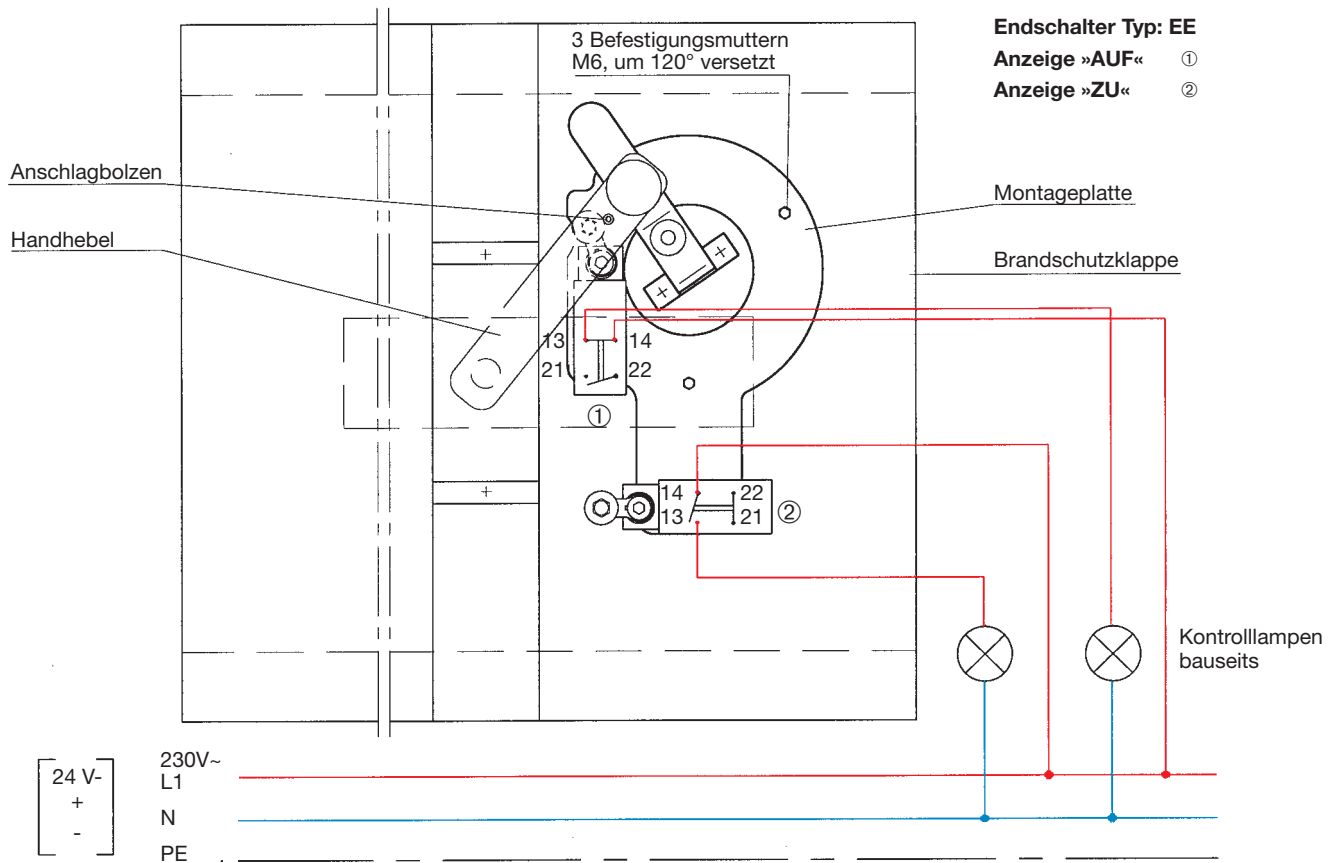 3 Befestigungsmuttern
M6, um 120° versetzt
Endschalter Typ: EE
Anzeige »AUF« ①
Anzeige »ZU« ②
Anschlagbolzen
Montageplatte
Handhebel
Brandschutzklappe
13 14
21 22
①
14 22
13 21 ②
Kontrolllampen
bauseits
230V~
24 V- L1
+ N
- PE